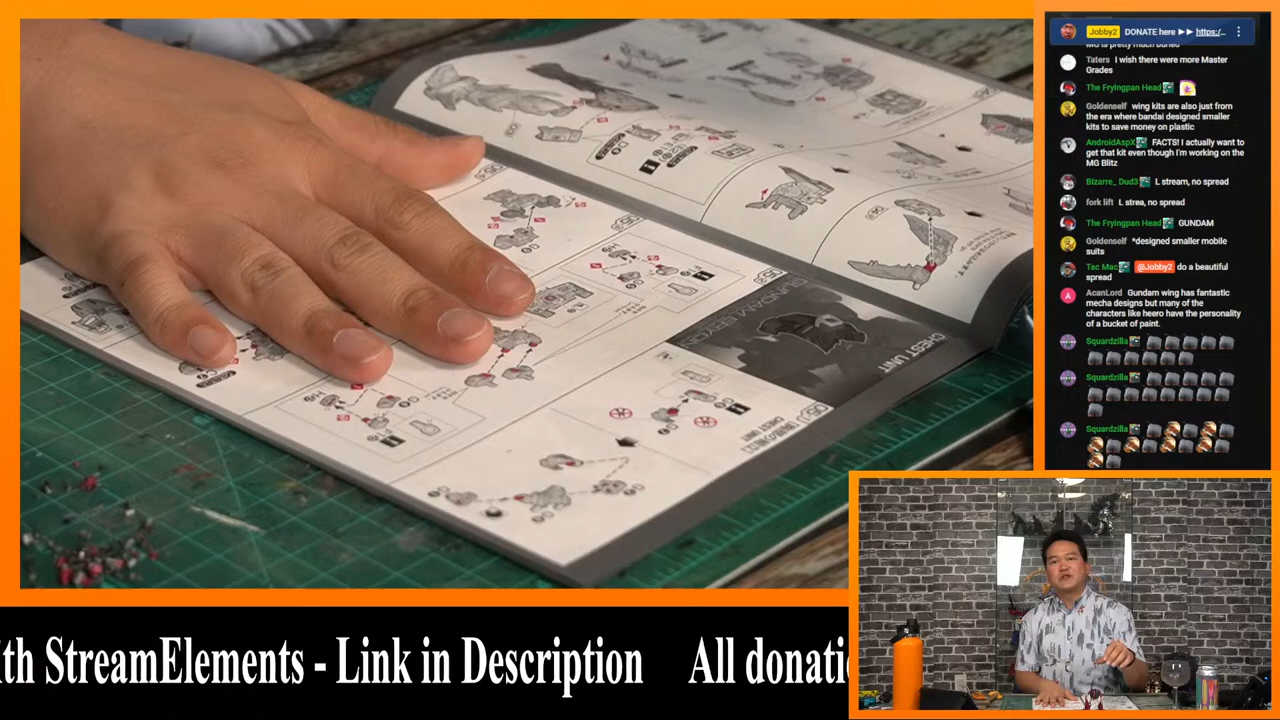 Jobby2 DONATE here ►► https:/...
MG is pretty much buried
Taters I wish there were more Master
Grades
The Fryingpan Head
Goldenself wing kits are also just from
the era where bandai designed smaller
kits to save money on plastic
AndroidAspX FACTS! I actually want to
get that kit even though I'm working on the
MG Blitz
Bizarre_ Dud3 L stream, no spread
fork lift L strea, no spread
The Fryingpan Head GUNDAM
Goldenself *designed smaller mobile
suits
Tac Mac @Jobby2 do a beautiful
spread
A AcanLord Gundam wing has fantastic
mecha designs but many of the
characters like heero have the personality
of a bucket of paint.
Squardzilla
Squardzilla
Squardzilla
CHEST UNIT
CHEST UNIT
ith StreamElements - Link in Description All donati